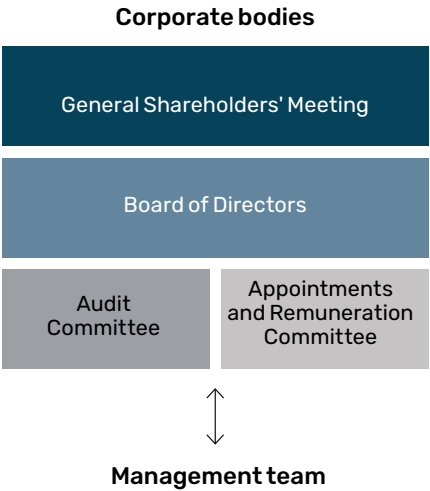 Corporate bodies
General Shareholders' Meeting
Board of Directors
Audit
Committee
Appointments
and Remuneration
Committee
Management team